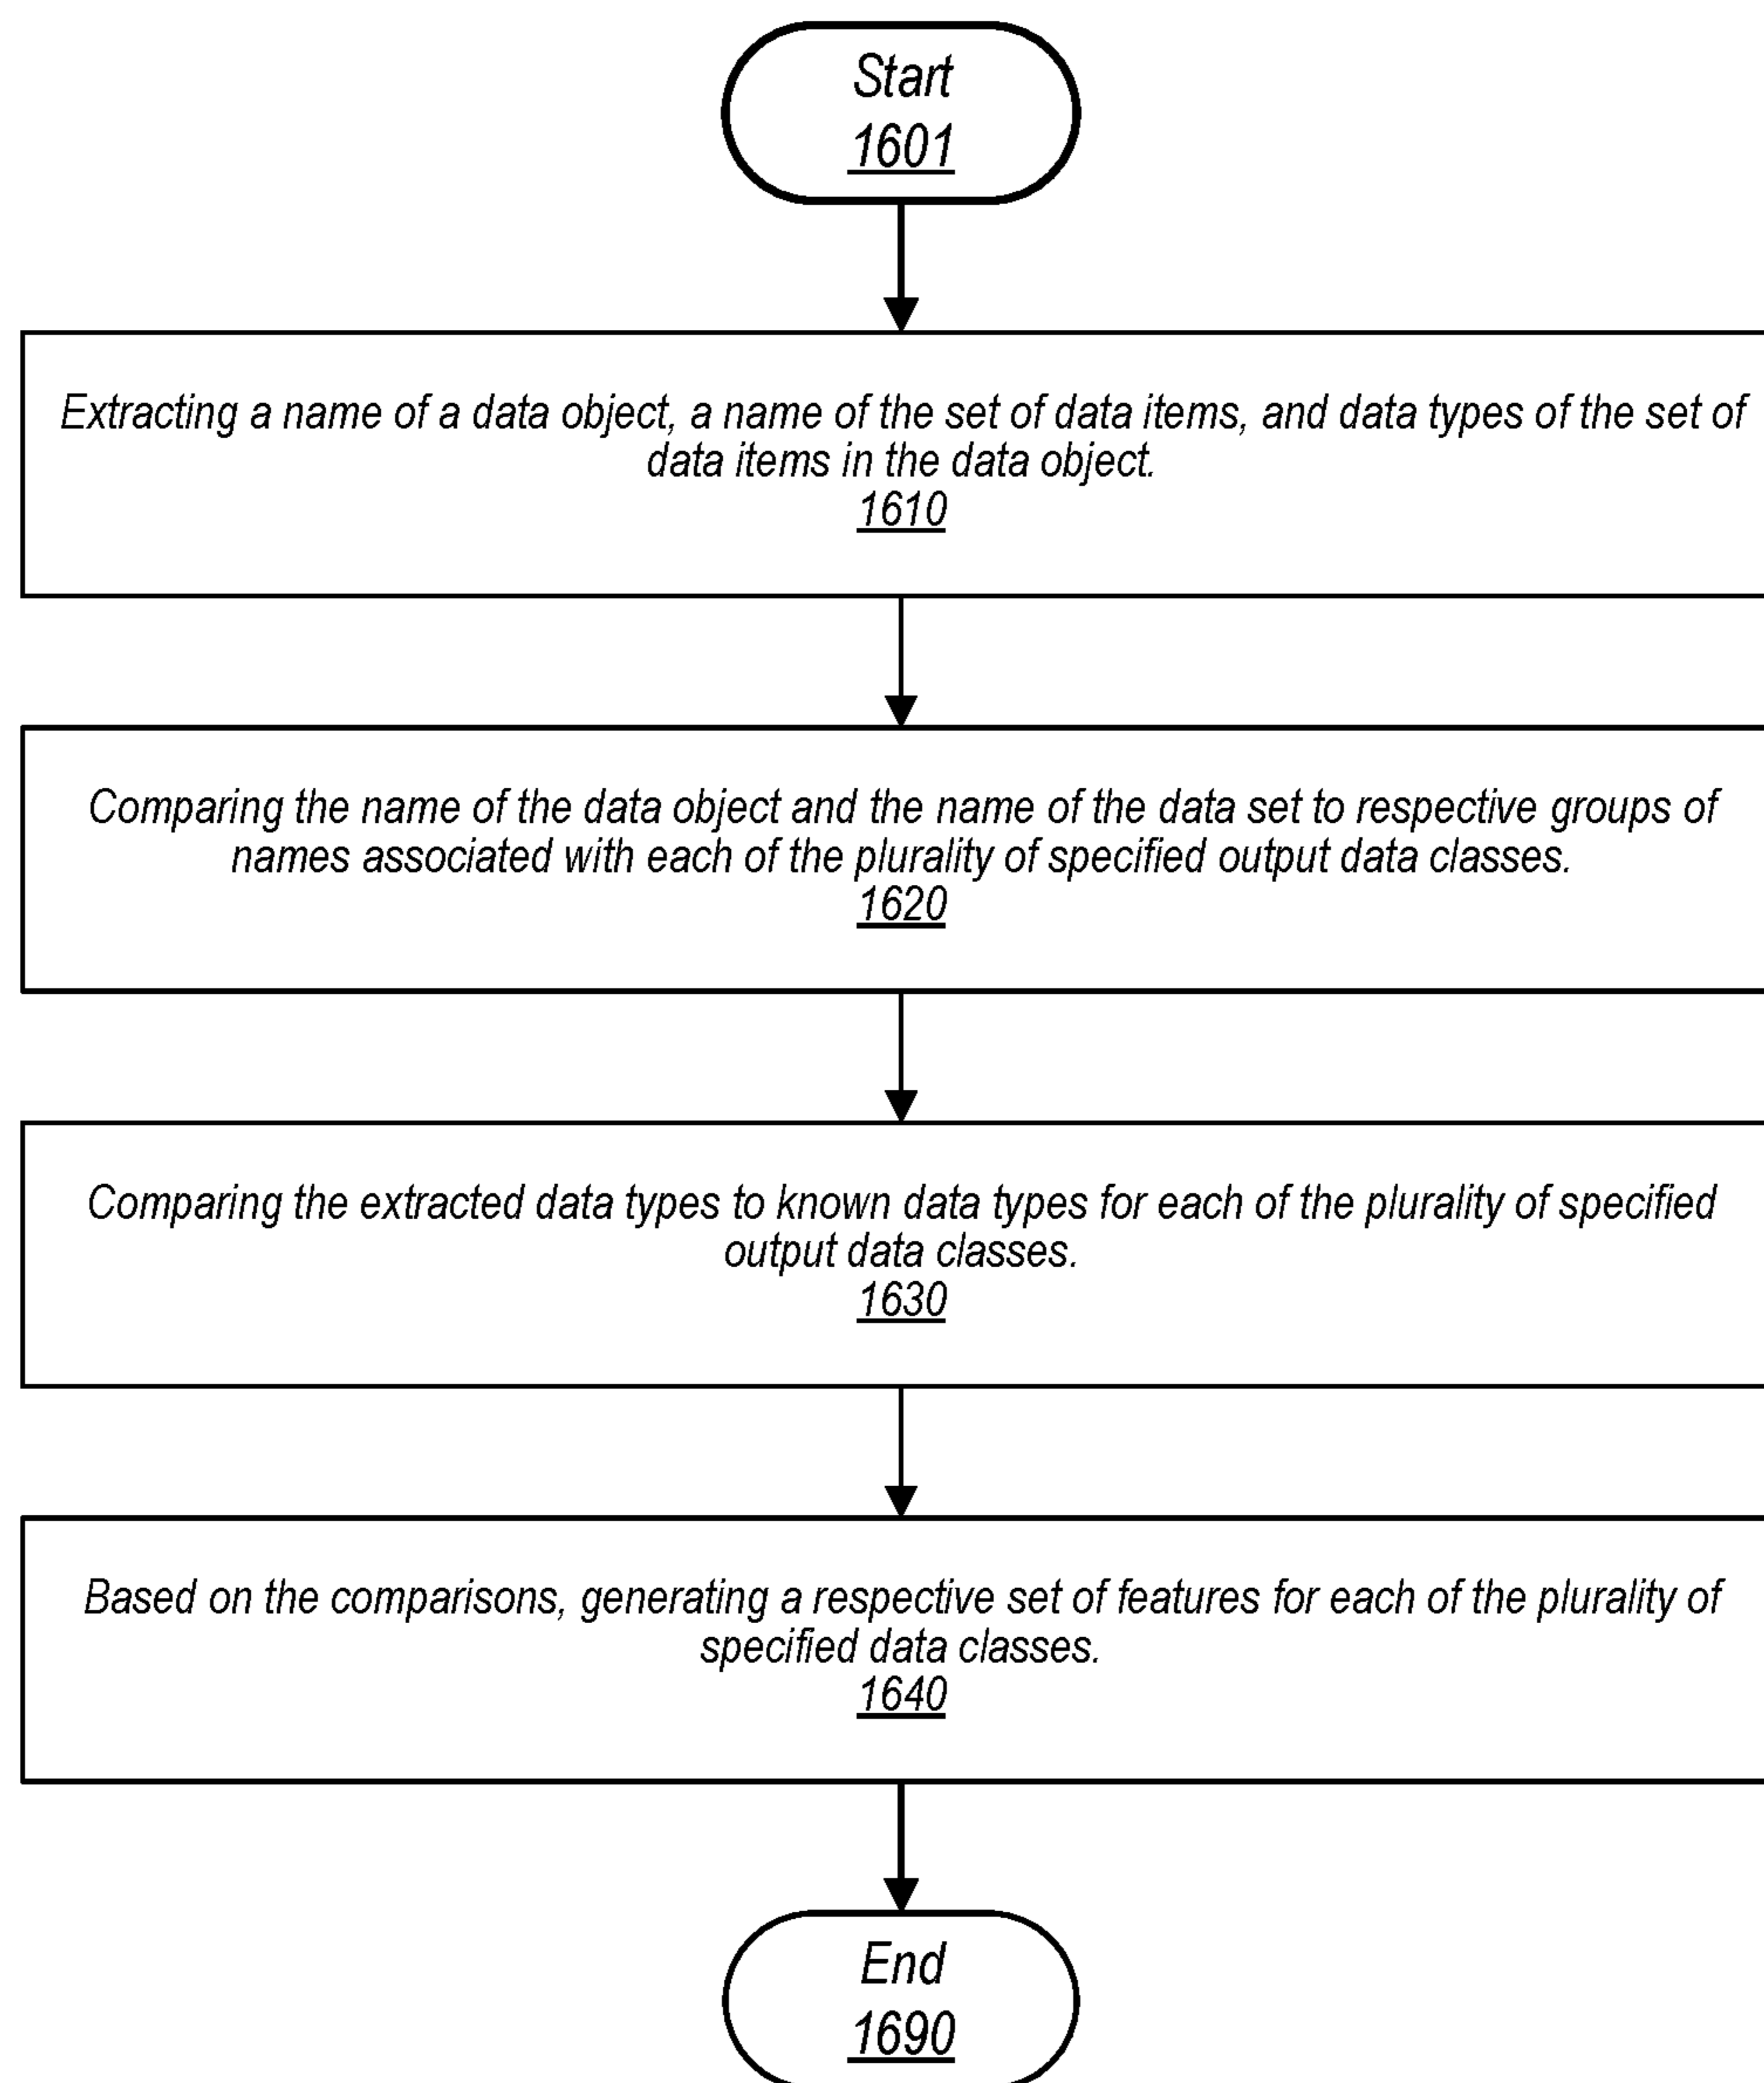 Start
1601
Extracting a name of a data object, a name of the set of data items, and data types of the set of
data items in the data object.
1610
Comparing the name of the data object and the name of the data set to respective groups of
names associated with each of the plurality of specified output data classes.
1620
Comparing the extracted data types to known data types for each of the plurality of specified
output data classes.
1630
Based on the comparisons, generating a respective set of features for each of the plurality of
specified data classes.
1640
End
1690